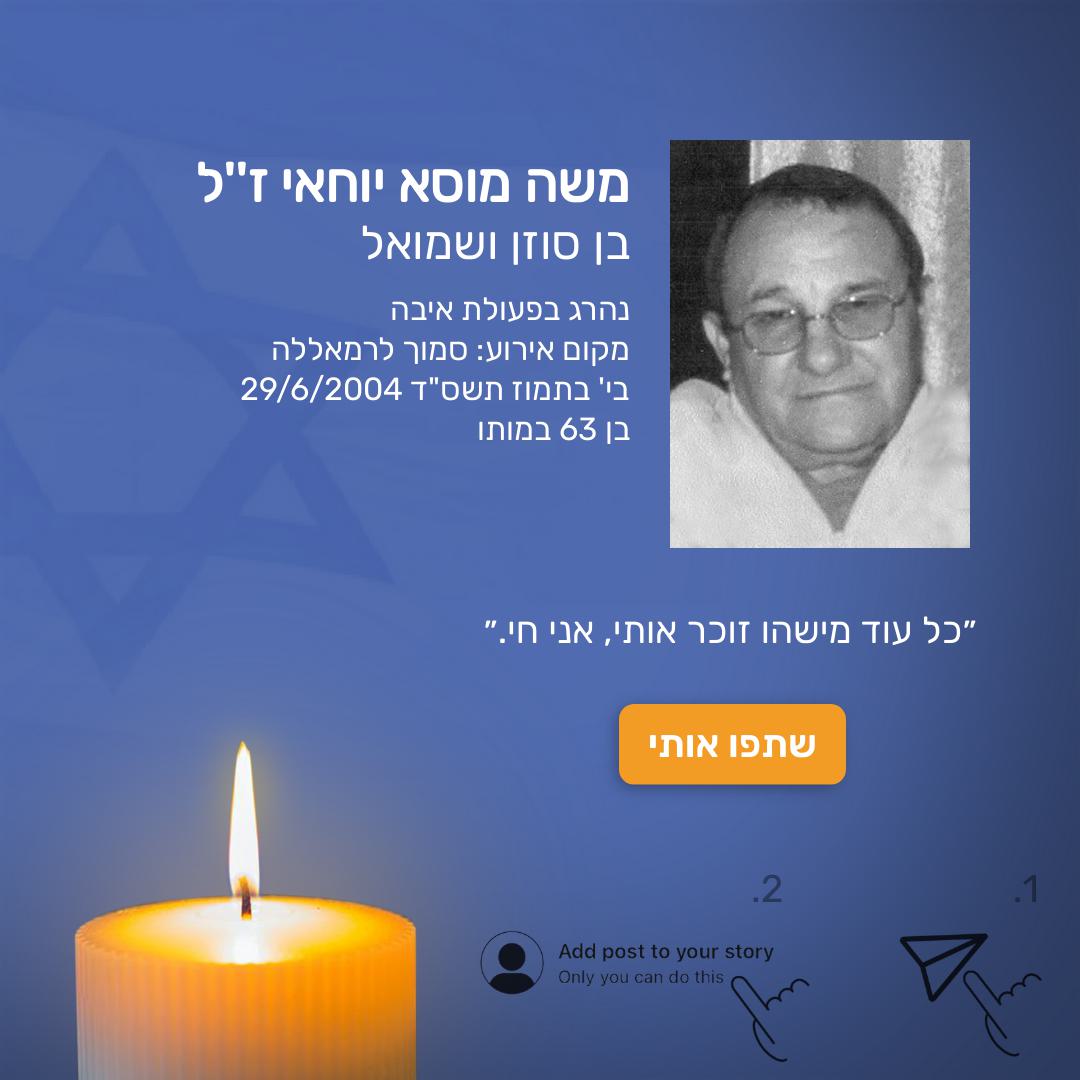 משה מוסא יוחאי ז"ל
בן סוזן ושמואל
נהרג בפעולת איבה
מקום אירוע: סמוך לרמאללה
בי' בתמוז תשס"ד 29/6/2004
בן 63 במותו
״כל עוד מישהו זוכר אותי, אני חי.״
שתפו אותי
.1
.2
Add post to your story
Only you can do this